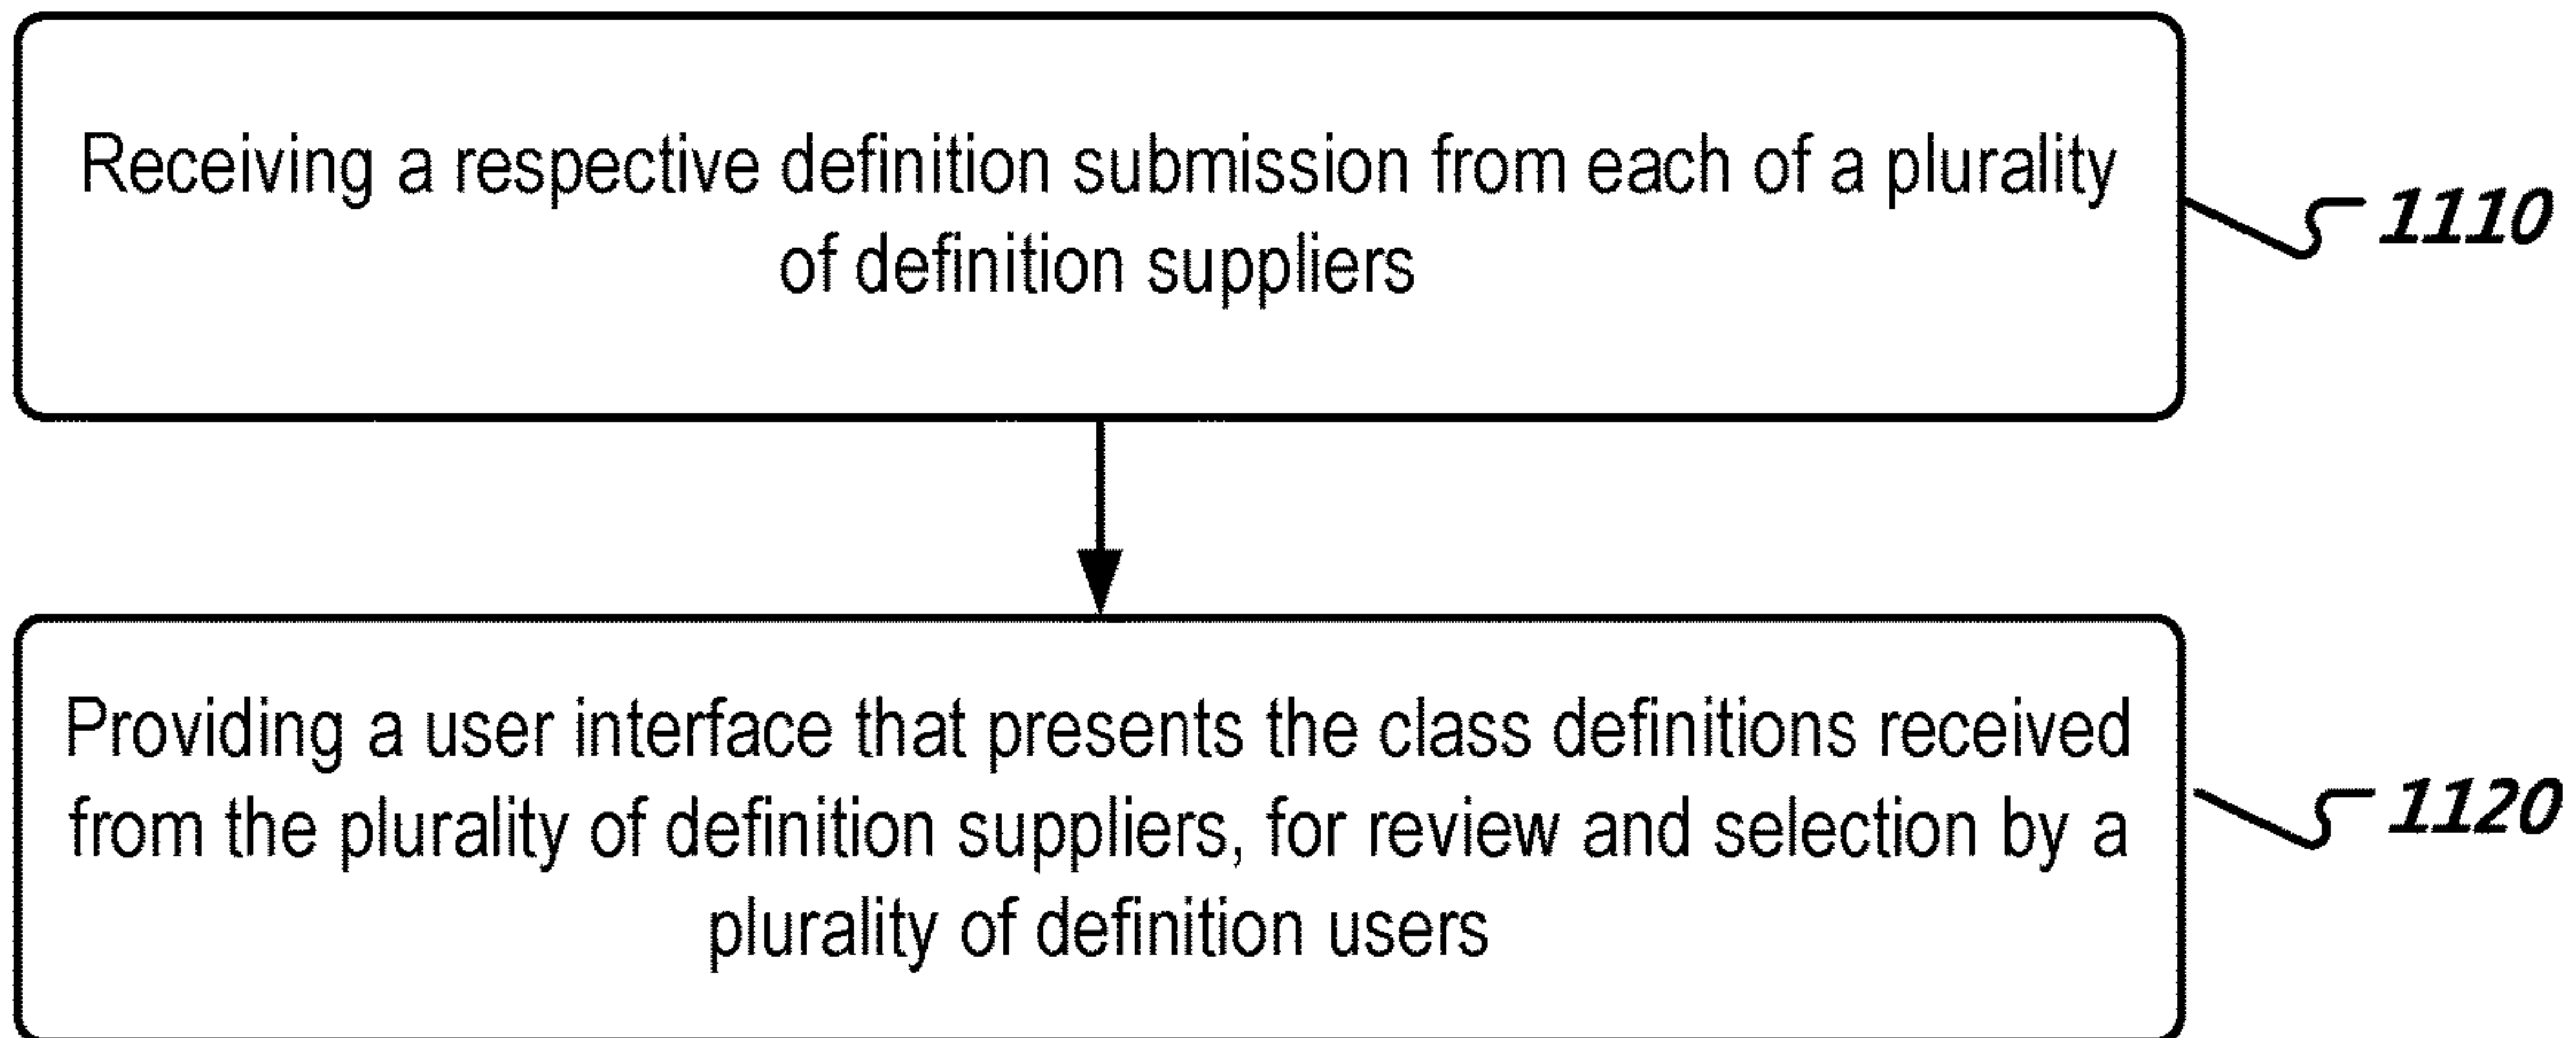 Receiving a respective definition submission from each of a plurality
of definition suppliers
1110
Providing a user interface that presents the class definitions received
from the plurality of definition suppliers, for review and selection by a
plurality of definition users
1120